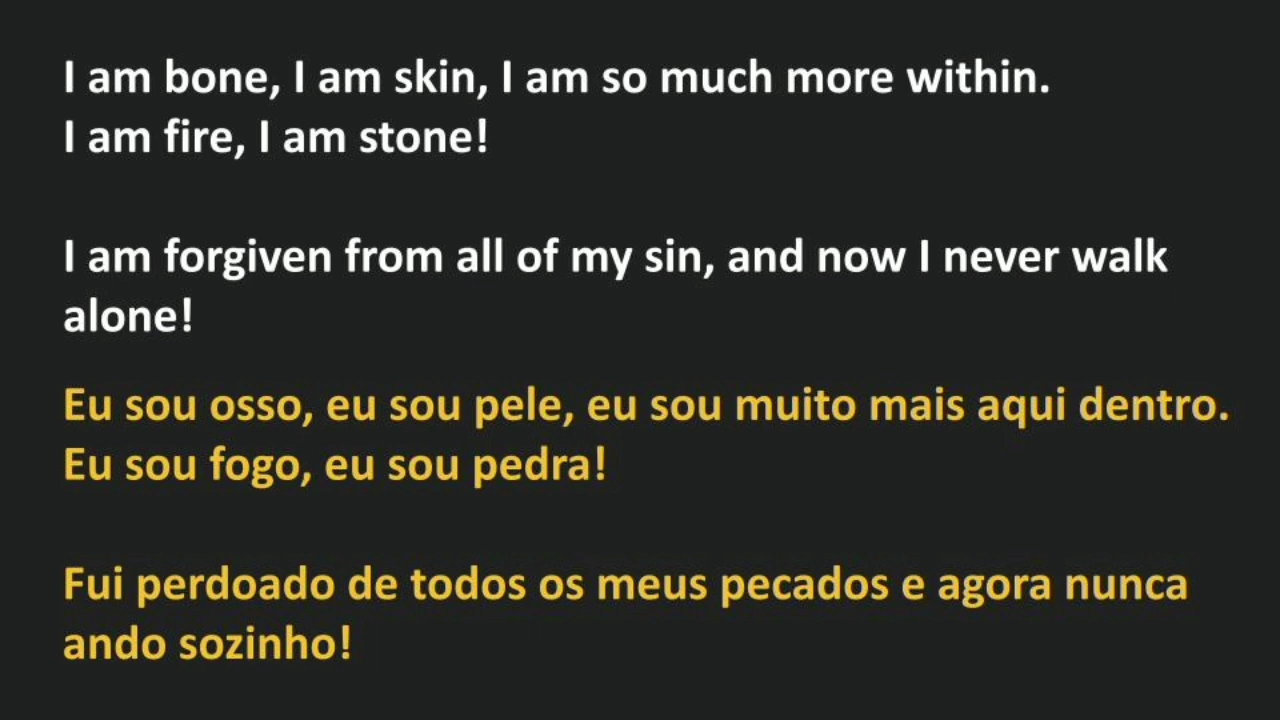 I am bone, I am skin, I am so much more within.
I am fire, I am stone!
I am forgiven from all of my sin, and now I never walk
alone!
Eu sou osso, eu sou pele, eu sou muito mais aqui dentro.
Eu sou fogo, eu sou pedra!
Fui perdoado de todos os meus pecados e agora nunca
ando sozinho!